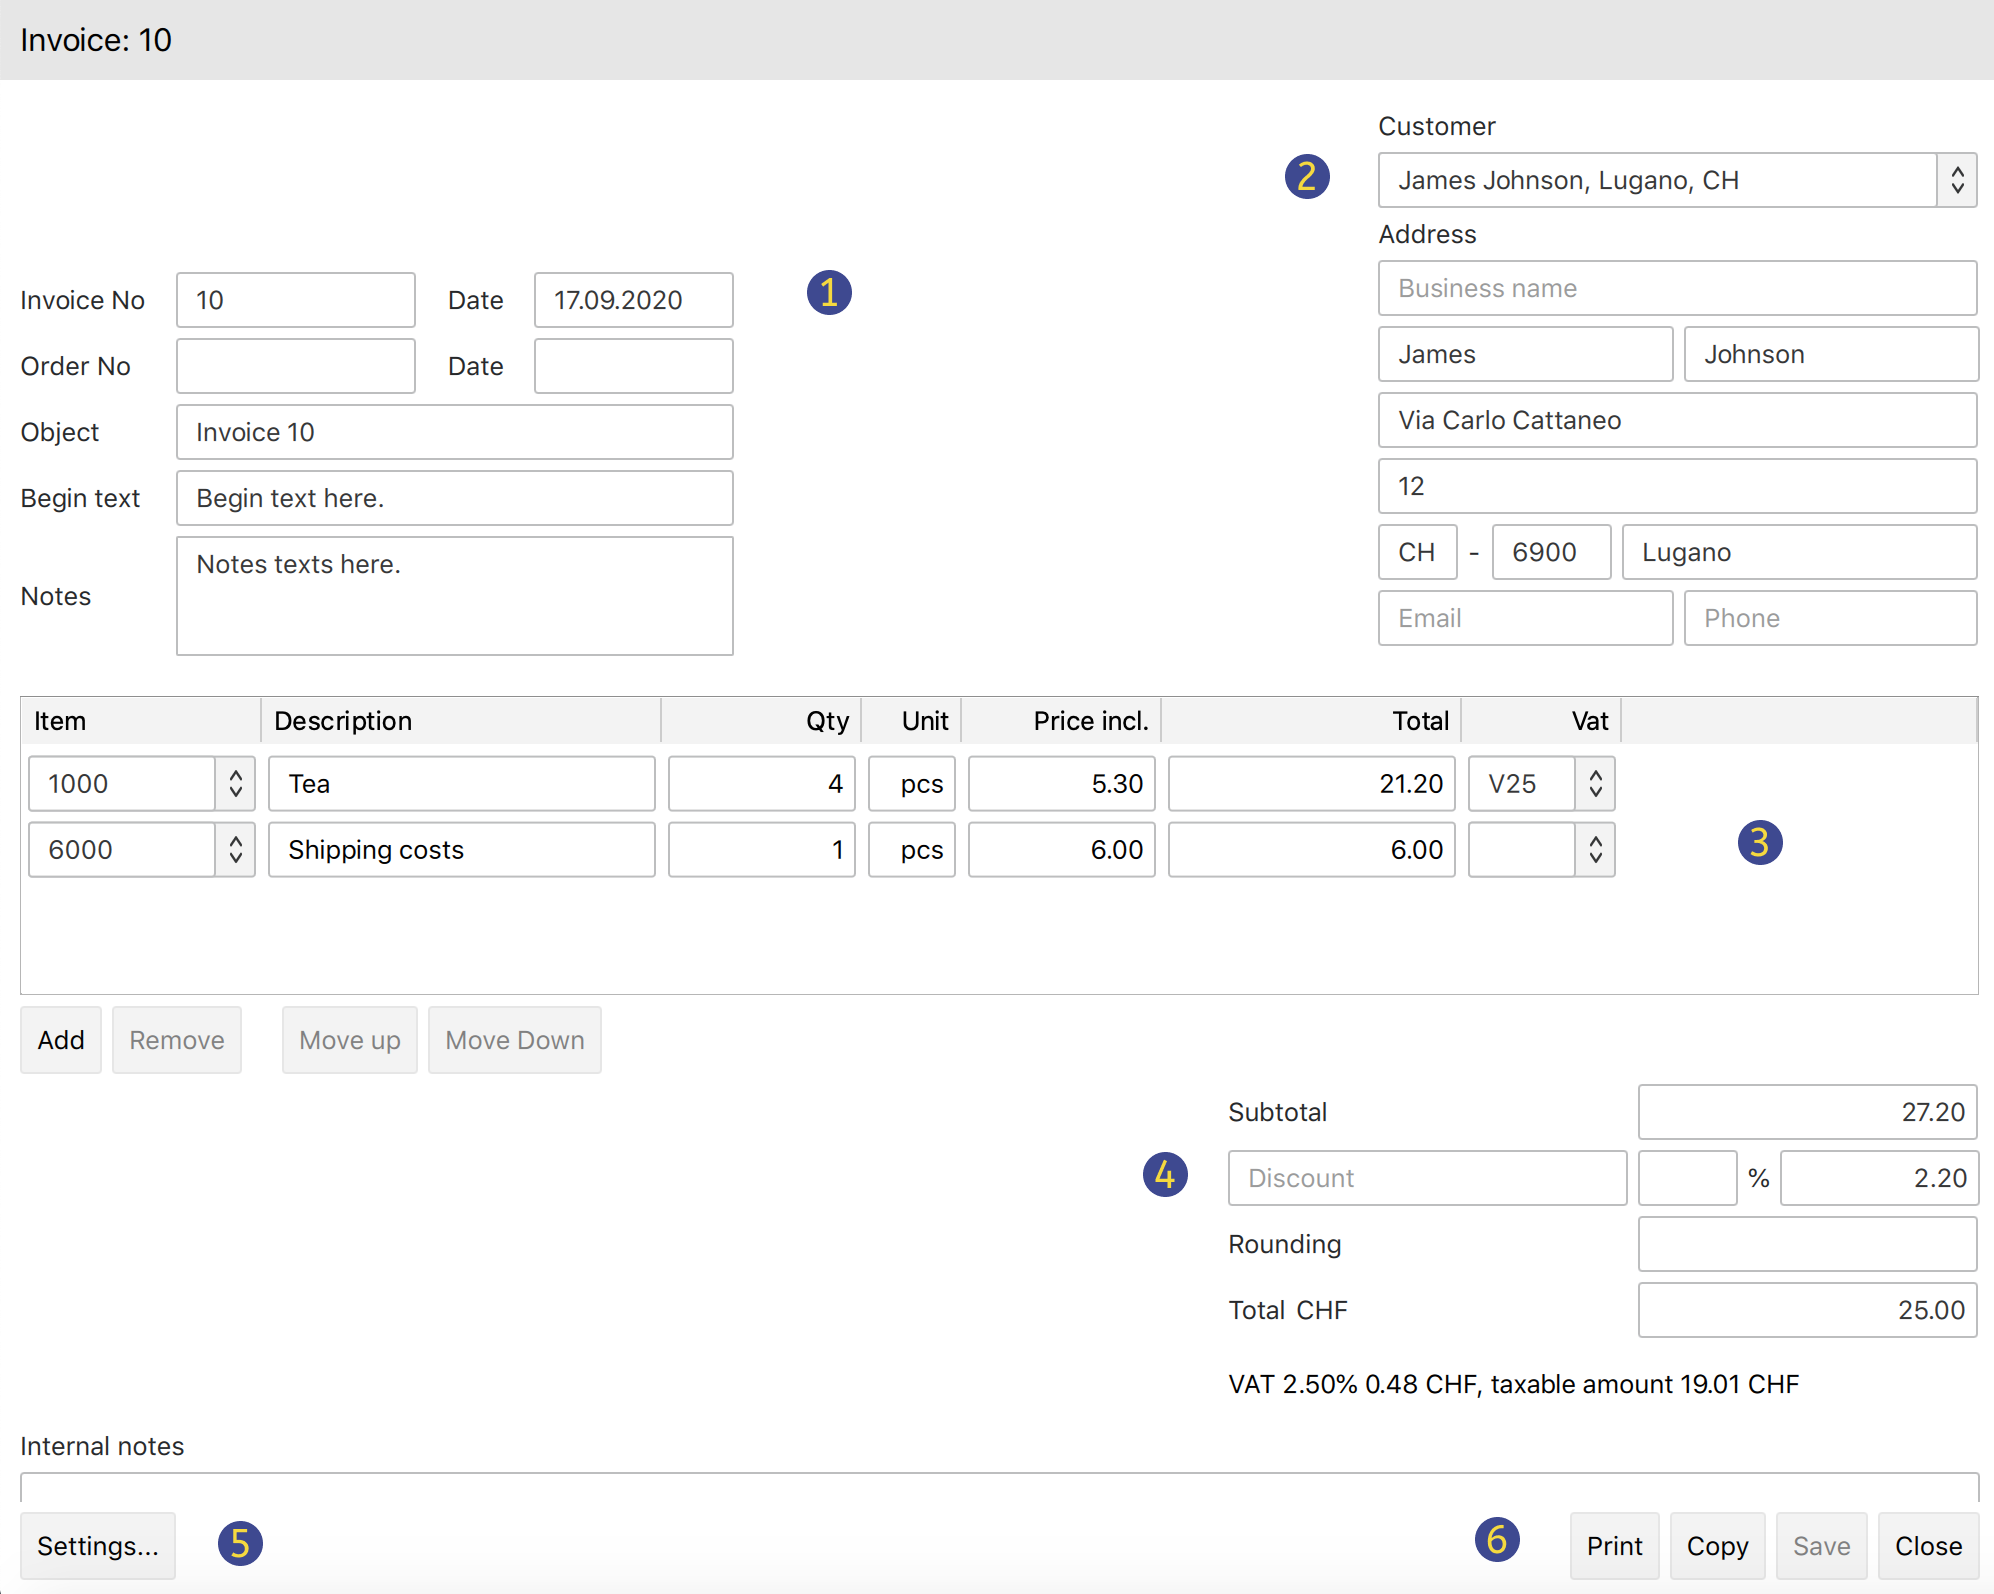 Invoice: 10
Customer
2
James Johnson, Lugano, CH
Address
Business name
Invoice No 10 Date 17.09.2020 1
James Johnson
Order No Date
Via Carlo Cattaneo
Object Invoice 10
12
Begin text Begin text here.
CH - 6900 Lugano
Notes Notes texts here.
Email Phone
Item Description Qty Unit Price incl. Total Vat
1000 Tea 4 pcs 5.30 21.20 V25
6000 Shipping costs 1 pcs 6.00 6.00 3
Add Remove Move up Move Down
Subtotal 27.20
4 Discount % 2.20
Rounding
Total CHF 25.00
VAT 2.50% 0.48 CHF, taxable amount 19.01 CHF
Internal notes
Settings... 5 6 Print Copy Save Close